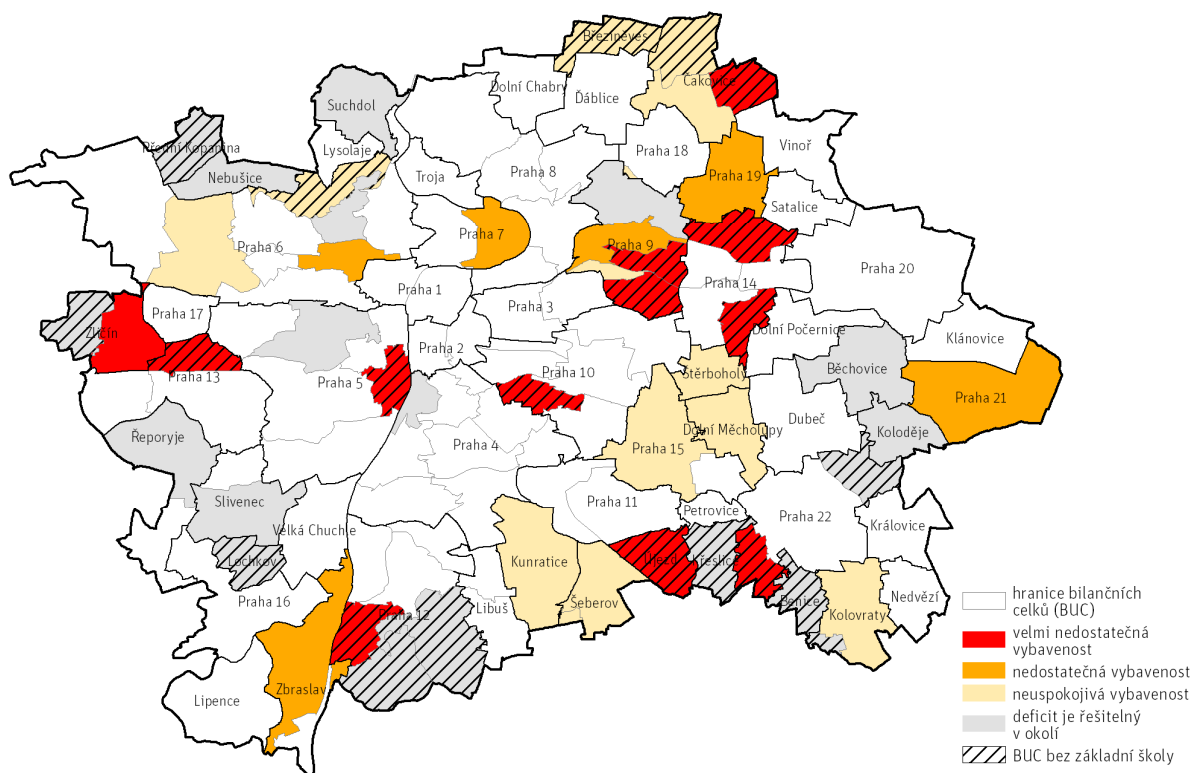 Březiněves
Čakovice
Dolní Chabry
Ďáblice
Suchdol
Lysolaje
Přední Kopanina
Nebušice
Troja
Praha 8
Praha 18
Vinoř
Praha 19
Satalice
Praha 6
Praha 7
Praha 9
Praha 20
Praha 14
Praha 1
Praha 3
Praha 17
Zličín
Dolní Počernice
Klánovice
Praha 2
Praha 13
Praha 5
Praha 10
Štěrboholy
Běchovice
Praha 21
Dubeč
Koloděje
Řeporyje
Praha 4
Praha 15
Dolní Měcholupy
Slivenec
Velká Chuchle
Praha 11
Petrovice
Praha 22
Královice
Lochkov
Kunratice
Újezd
Křeslice
Praha 16
Praha 12
Libuš
Šeberov
Benice
Kolovraty
Nedvězí
Zbraslav
Lipence
hranice bilančních
celků (BUC)
velmi nedostatečná
vybavenost
nedostatečná vybavenost
neuspokojivá vybavenost
deficit je řešitelný
v okolí
BUC bez základní školy